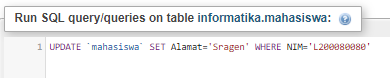 Run SQL query/queries on table informatika.mahasiswa:
1 UPDATE `mahasiswa` SET Alamat='Sragen' WHERE NIM='L200080080'